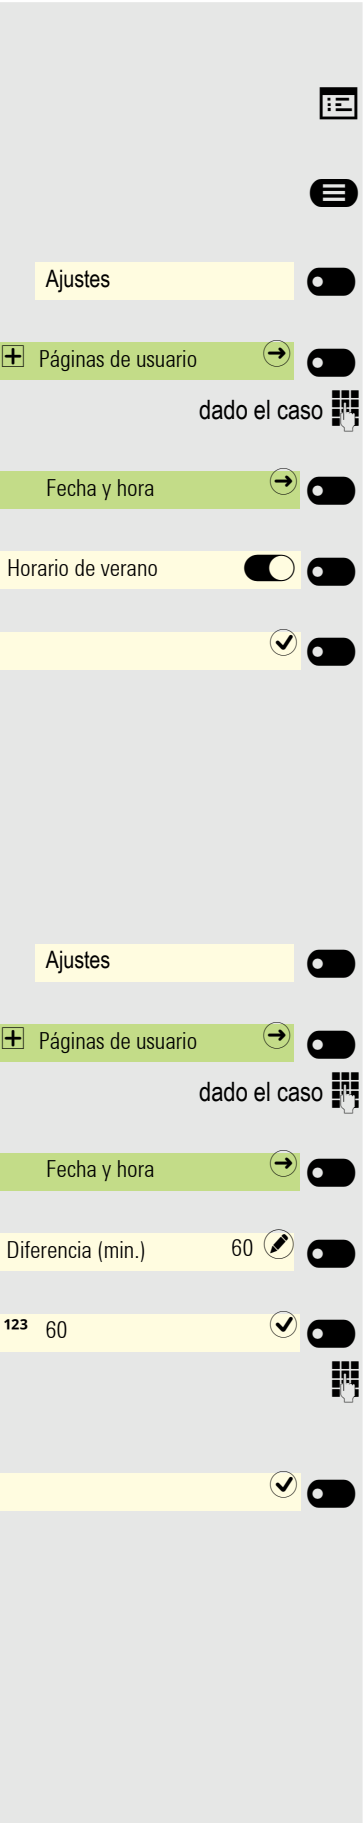 Ajustes
Páginas de usuario
dado el caso
Fecha y hora
Horario de verano
Ajustes
Páginas de usuario
dado el caso
Fecha y hora
Diferencia (min.) 60
123 60